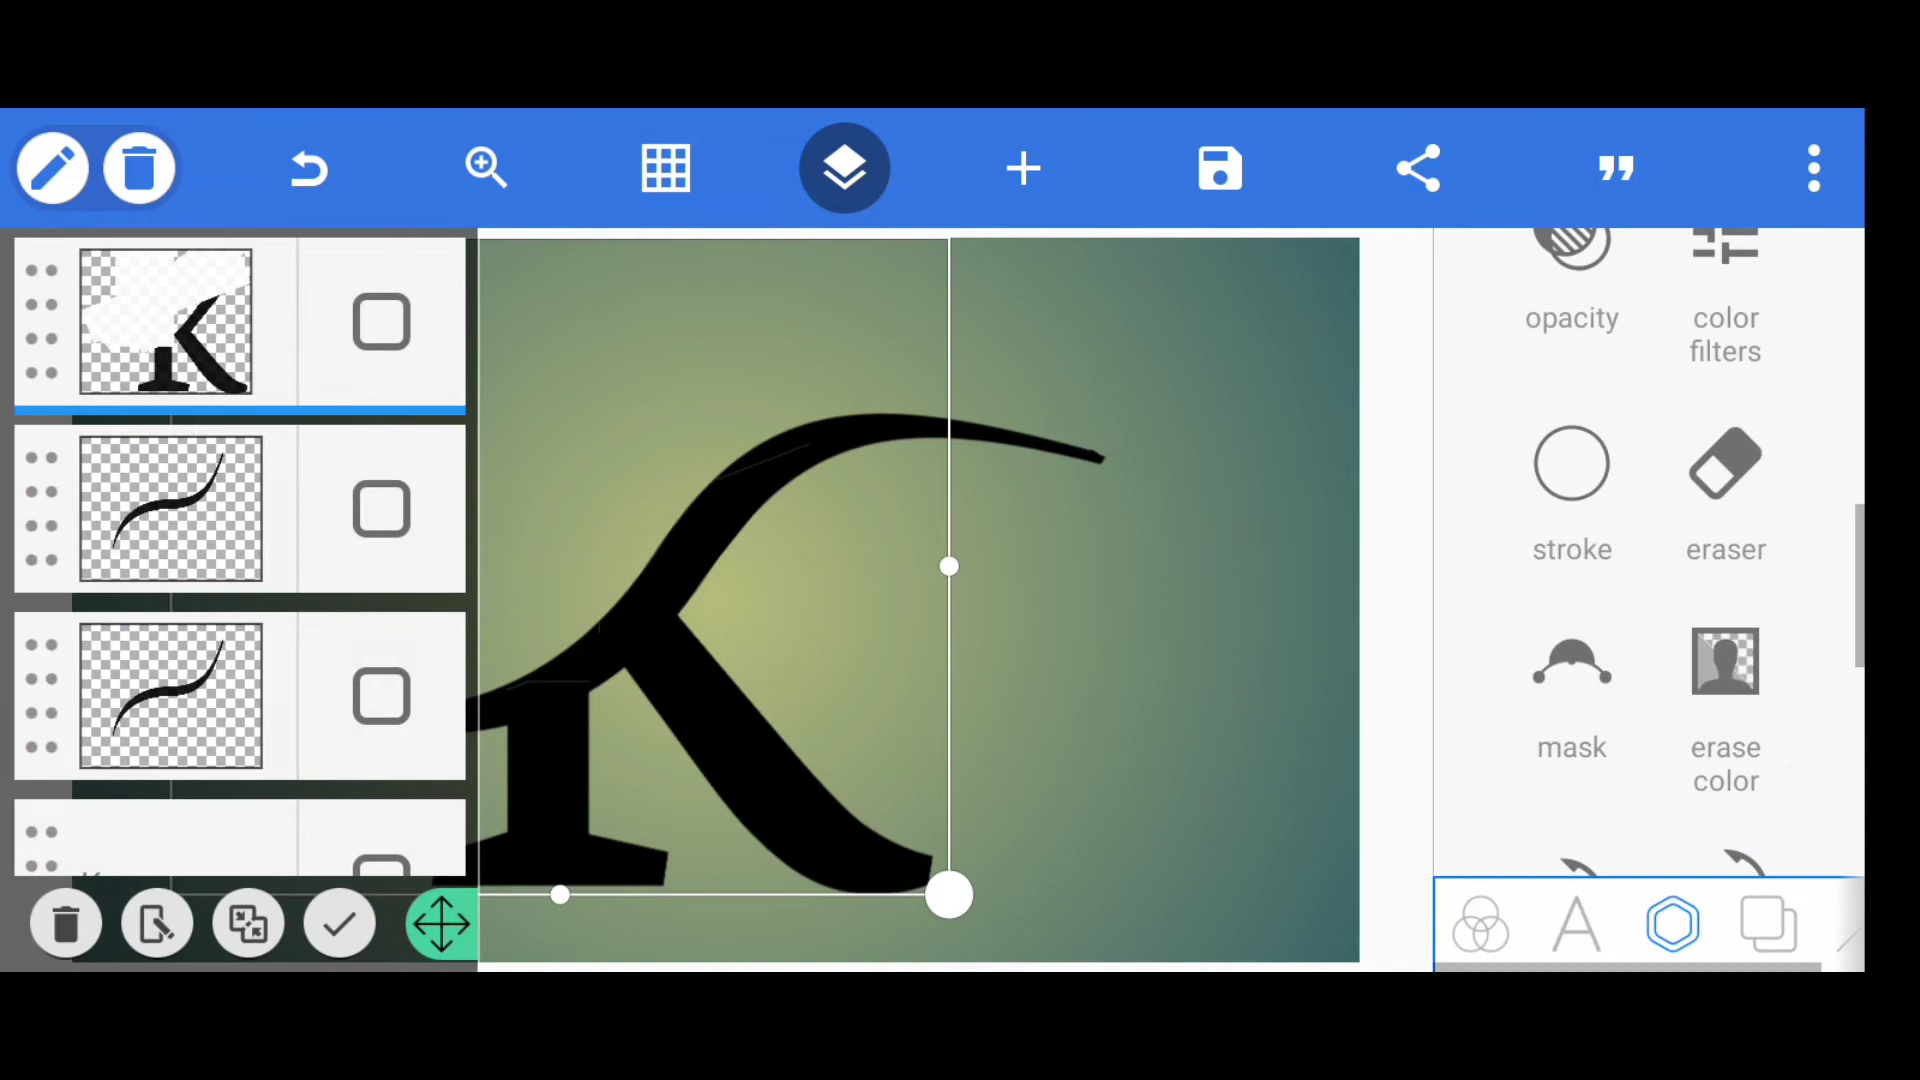 opacity
color
filters
stroke
eraser
mask
erase
color
K